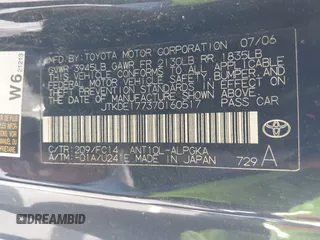 MFD. BY: TOYOTA MOTOR CORPORATION 07/06
GVWR 3945LB GAWR FR 2130LB RR 1835LB
THIS VEHICLE CONFORMS TO ALL APPLICABLE
FEDERAL MOTOR VEHICLE SAFETY, BUMPER, AND
THEFT PREVENTION STANDARDS IN EFFECT
ON THE DATE OF MANUFACTURE SHOWN ABOVE.
JTKDE177370160517 PASS.CAR
C/TR: 209/FC14 ANT10L-ALPGKA
A/TM: -01A/U241E MADE IN JAPAN 729 A
W6
DREAMBID